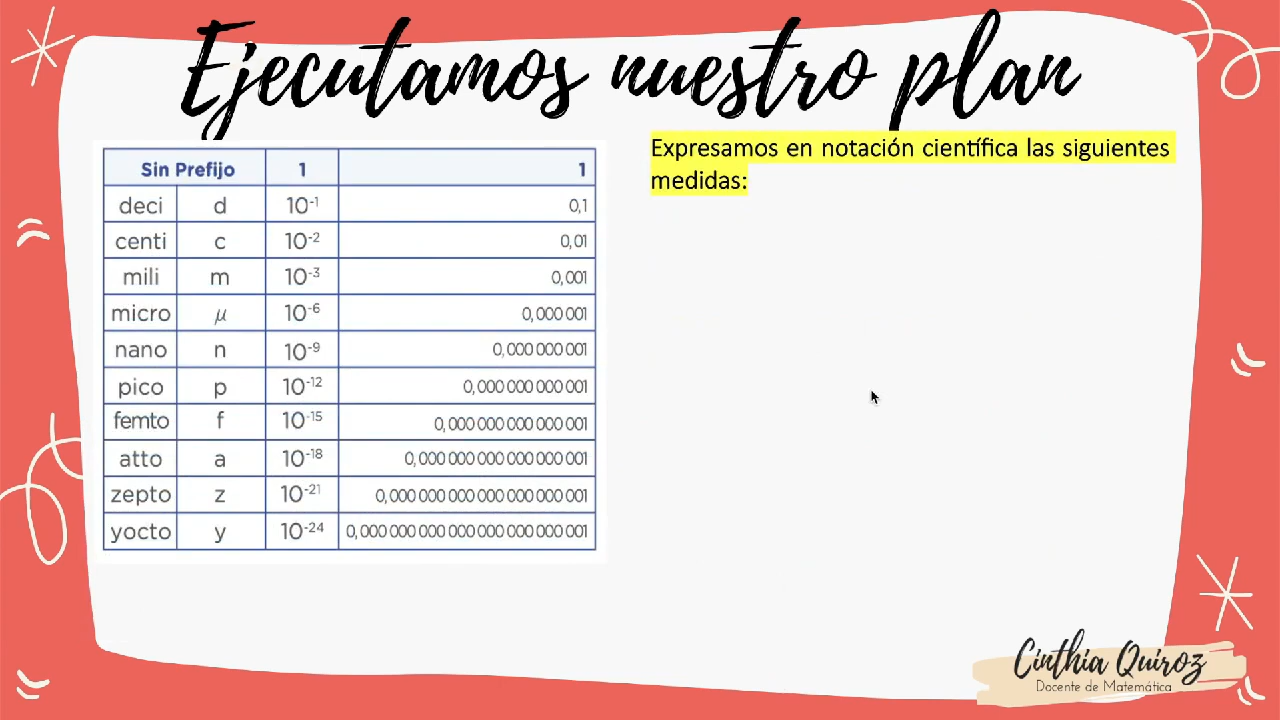 Ejecutamos nuestro plan
Sin Prefijo 1 1
deci d 10⁻¹ 0,1
centi c 10⁻² 0,01
mili m 10⁻³ 0,001
micro μ 10⁻⁶ 0,000 001
nano n 10⁻⁹ 0,000 000 001
pico p 10⁻¹² 0,000 000 000 001
femto f 10⁻¹⁵ 0,000 000 000 000 001
atto a 10⁻¹⁸ 0,000 000 000 000 000 001
zepto z 10⁻²¹ 0,000 000 000 000 000 000 001
yocto y 10⁻²⁴ 0,000 000 000 000 000 000 000 001
Expresamos en notación científica las siguientes
medidas:
Cinthia Quiroz
Docente de Matemática